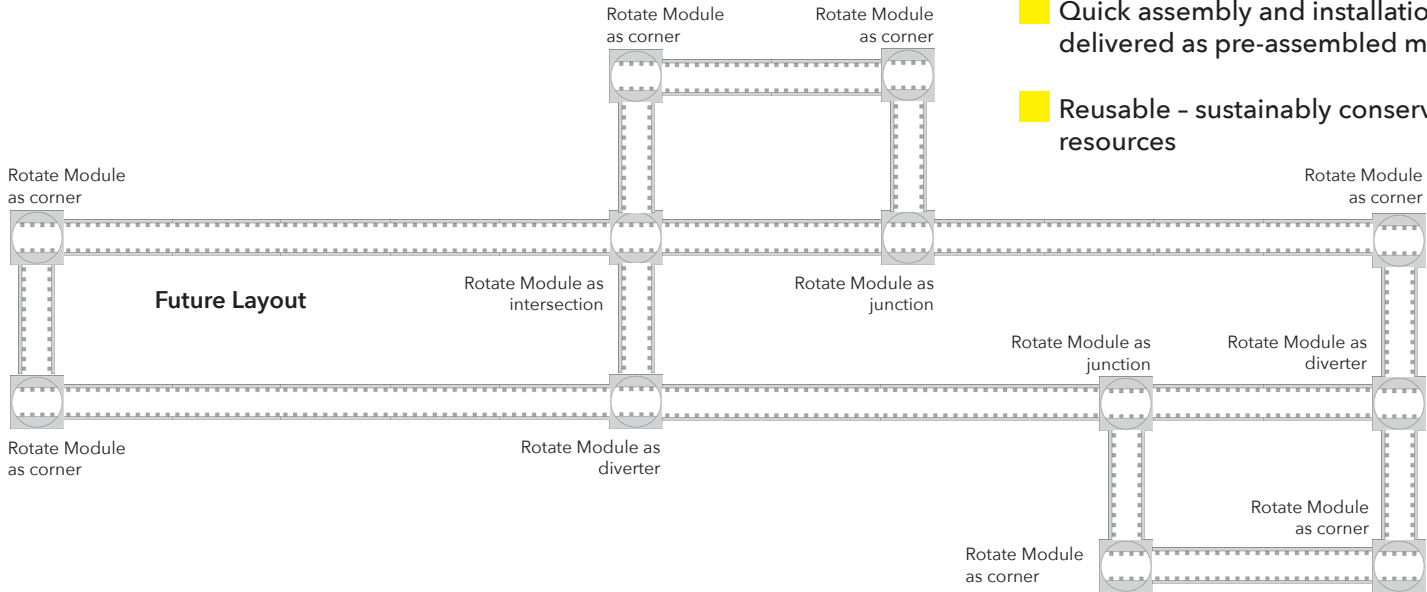 Rotate Module
as corner
Rotate Module
as corner
Quick assembly and installatio
delivered as pre-assembled m
Reusable – sustainably conserv
resources
Rotate Module
as corner
Rotate Module
as corner
Rotate Module as
intersection
Rotate Module as
junction
Future Layout
Rotate Module as
junction
Rotate Module as
diverter
Rotate Module
as corner
Rotate Module as
diverter
Rotate Module
as corner
Rotate Module
as corner